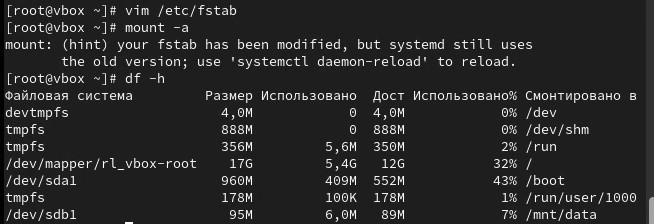 [root@vbox ~]# vim /etc/fstab
[root@vbox ~]# mount -a
mount: (hint) your fstab has been modified, but systemd still uses
       the old version; use 'systemctl daemon-reload' to reload.
[root@vbox ~]# df -h
Файловая система        Размер Использовано  Дост Использовано% Смонтировано в
devtmpfs                  4,0M            0  4,0M            0% /dev
tmpfs                     888M            0  888M            0% /dev/shm
tmpfs                     356M         5,6M  350M            2% /run
/dev/mapper/rl_vbox-root   17G         5,4G   12G           32% /
/dev/sda1                 960M         409M  552M           43% /boot
tmpfs                     178M         100K  178M            1% /run/user/1000
/dev/sdb1                  95M         6,0M   89M            7% /mnt/data